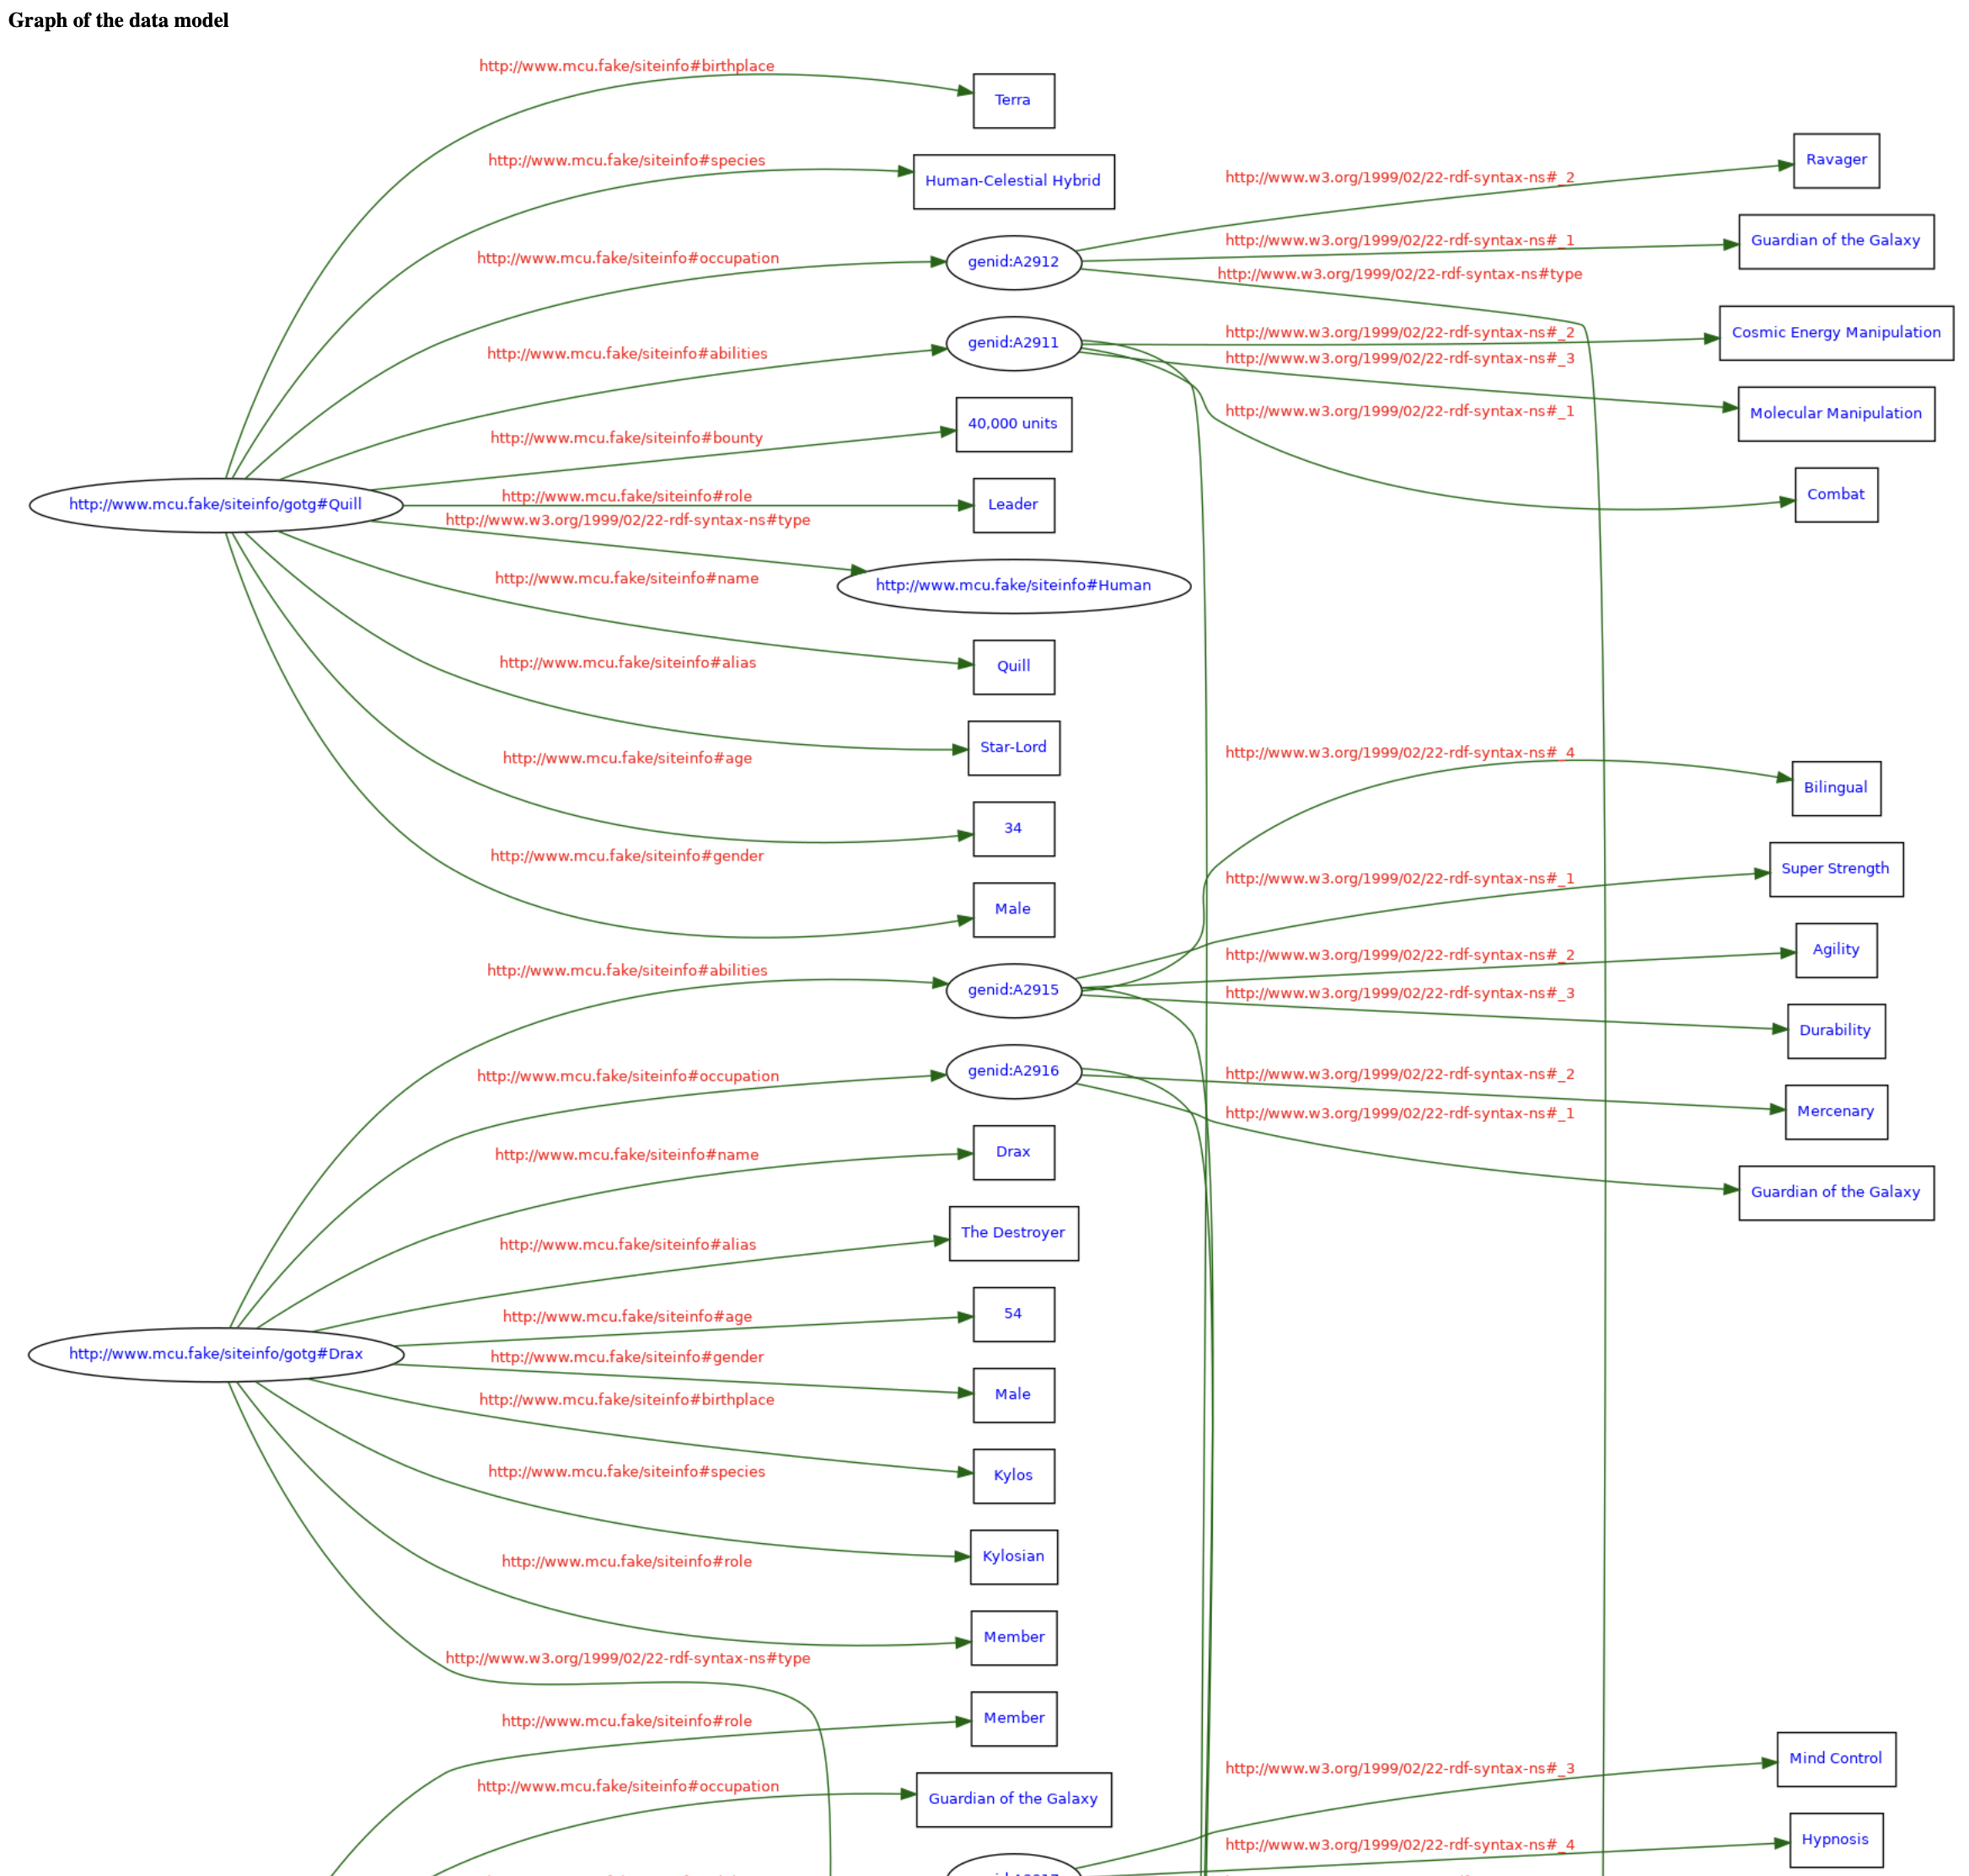 Graph of the data model
http://www.mcu.fake/siteinfo#birthplace
Terra
http://www.mcu.fake/siteinfo#species
Human-Celestial Hybrid
Ravager
http://www.w3.org/1999/02/22-rdf-syntax-ns#_2
http://www.mcu.fake/siteinfo#occupation
genid:A2912
http://www.w3.org/1999/02/22-rdf-syntax-ns#_1
Guardian of the Galaxy
http://www.w3.org/1999/02/22-rdf-syntax-ns#type
http://www.mcu.fake/siteinfo#abilities
genid:A2911
http://www.w3.org/1999/02/22-rdf-syntax-ns#_2
Cosmic Energy Manipulation
http://www.w3.org/1999/02/22-rdf-syntax-ns#_3
Molecular Manipulation
http://www.w3.org/1999/02/22-rdf-syntax-ns#_1
Combat
http://www.mcu.fake/siteinfo#bounty
40,000 units
http://www.mcu.fake/siteinfo/gotg#Quill
http://www.mcu.fake/siteinfo#role
Leader
http://www.w3.org/1999/02/22-rdf-syntax-ns#type
http://www.mcu.fake/siteinfo#Human
http://www.mcu.fake/siteinfo#name
Quill
http://www.mcu.fake/siteinfo#alias
Star-Lord
http://www.mcu.fake/siteinfo#age
34
http://www.mcu.fake/siteinfo#gender
Male
http://www.w3.org/1999/02/22-rdf-syntax-ns#_4
Bilingual
http://www.w3.org/1999/02/22-rdf-syntax-ns#_1
Super Strength
http://www.mcu.fake/siteinfo#abilities
genid:A2915
http://www.w3.org/1999/02/22-rdf-syntax-ns#_2
Agility
http://www.w3.org/1999/02/22-rdf-syntax-ns#_3
Durability
http://www.mcu.fake/siteinfo#occupation
genid:A2916
http://www.w3.org/1999/02/22-rdf-syntax-ns#_2
Mercenary
http://www.w3.org/1999/02/22-rdf-syntax-ns#_1
Guardian of the Galaxy
http://www.mcu.fake/siteinfo#name
Drax
http://www.mcu.fake/siteinfo#alias
The Destroyer
http://www.mcu.fake/siteinfo#age
54
http://www.mcu.fake/siteinfo/gotg#Drax
http://www.mcu.fake/siteinfo#gender
Male
http://www.mcu.fake/siteinfo#birthplace
Kylos
http://www.mcu.fake/siteinfo#species
Kylosian
http://www.mcu.fake/siteinfo#role
Member
http://www.w3.org/1999/02/22-rdf-syntax-ns#type
http://www.mcu.fake/siteinfo#role
Member
http://www.mcu.fake/siteinfo#occupation
Guardian of the Galaxy
http://www.w3.org/1999/02/22-rdf-syntax-ns#_3
Mind Control
http://www.w3.org/1999/02/22-rdf-syntax-ns#_4
Hypnosis